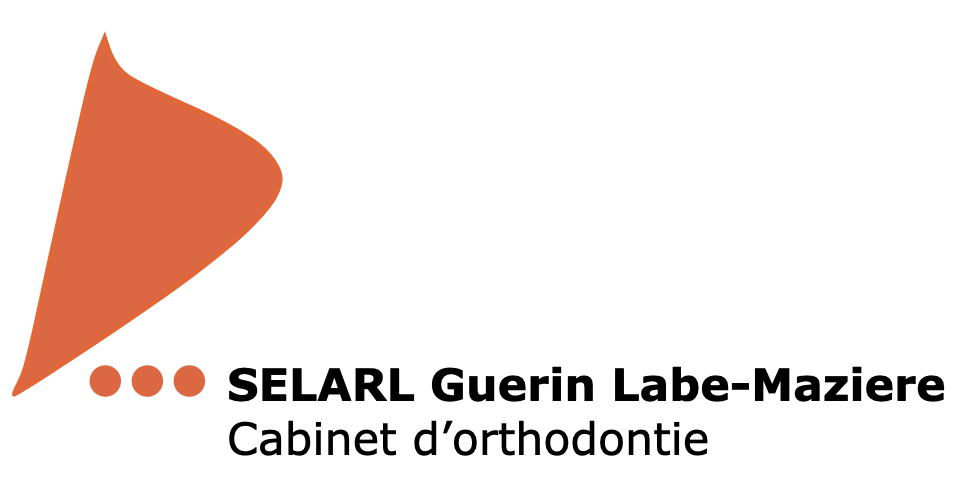 SELARL Guerin Labe-Maziere
Cabinet d’orthodontie